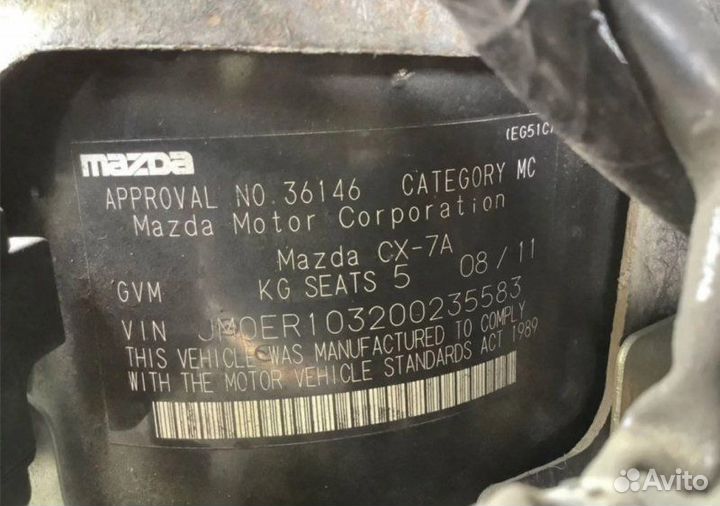 (EG51C)
mazda
APPROVAL NO. 36146 CATEGORY MC
Mazda Motor Corporation
Mazda CX-7A
GVM KG SEATS 5 08/11
VIN JM0ER103200235583
THIS VEHICLE WAS MANUFACTURED TO COMPLY
WITH THE MOTOR VEHICLE STANDARDS ACT 1989
Avito